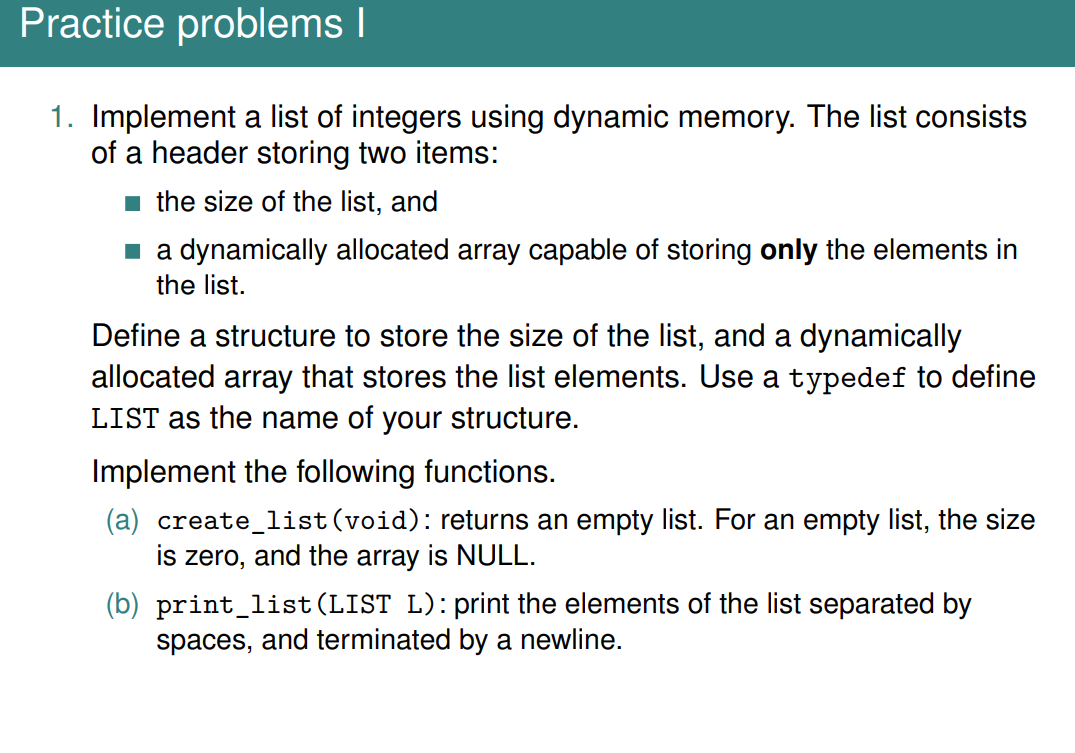 Practice problems I
1. Implement a list of integers using dynamic memory. The list consists
of a header storing two items:
the size of the list, and
a dynamically allocated array capable of storing only the elements in
the list.
Define a structure to store the size of the list, and a dynamically
allocated array that stores the list elements. Use a typedef to define
LIST as the name of your structure.
Implement the following functions.
(a) create_list(void): returns an empty list. For an empty list, the size
is zero, and the array is NULL.
(b) print_list(LIST L): print the elements of the list separated by
spaces, and terminated by a newline.